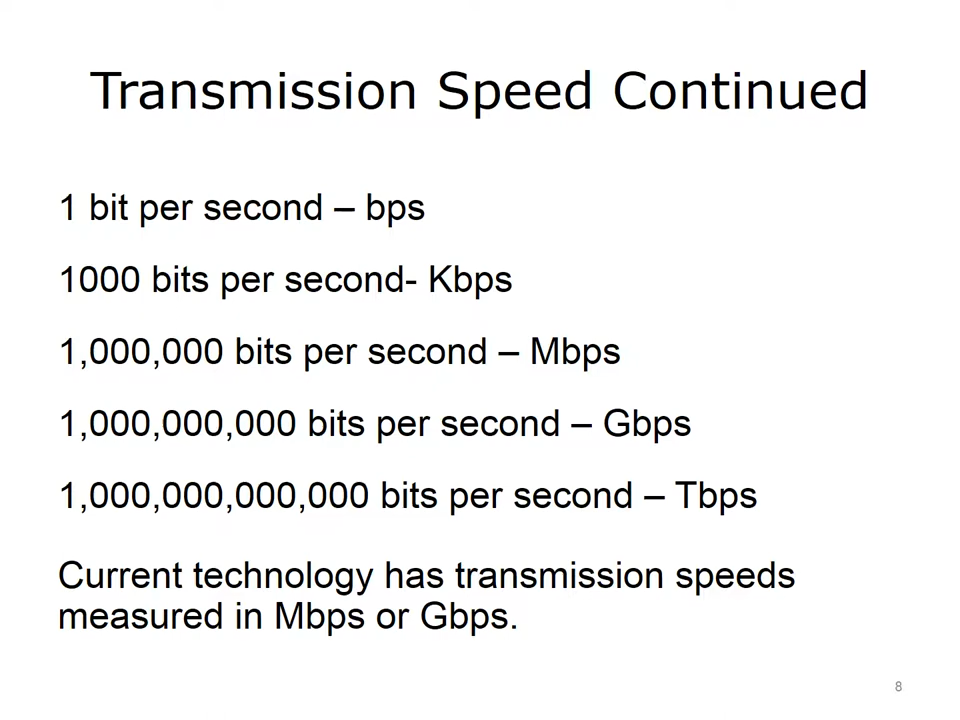 Transmission Speed Continued
1 bit per second – bps
1000 bits per second- Kbps
1,000,000 bits per second – Mbps
1,000,000,000 bits per second – Gbps
1,000,000,000,000 bits per second – Tbps
Current technology has transmission speeds
measured in Mbps or Gbps.
8